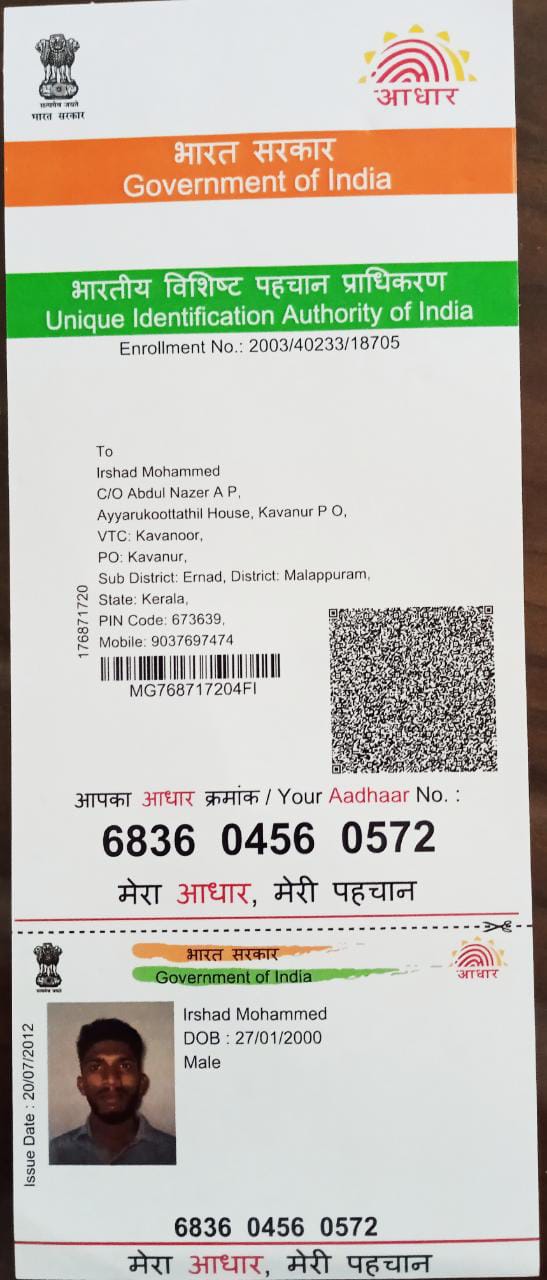 सत्यमेव जयते
भारत सरकार
आधार
भारत सरकार
Government of India
भारतीय विशिष्ट पहचान प्राधिकरण
Unique Identification Authority of India
Enrollment No.: 2003/40233/18705
To
Irshad Mohammed
C/O Abdul Nazer A P,
Ayyarukoottathil House, Kavanur P O,
VTC: Kavanoor,
PO: Kavanur,
Sub District: Ernad, District: Malappuram,
State: Kerala,
PIN Code: 673639,
Mobile: 9037697474
176871720
MG768717204FI
आपका आधार क्रमांक / Your Aadhaar No. :
6836 0456 0572
मेरा आधार, मेरी पहचान
भारत सरकार
Government of India
आधार
Irshad Mohammed
DOB : 27/01/2000
Male
Issue Date : 20/07/2012
6836 0456 0572
मेरा आधार, मेरी पहचान